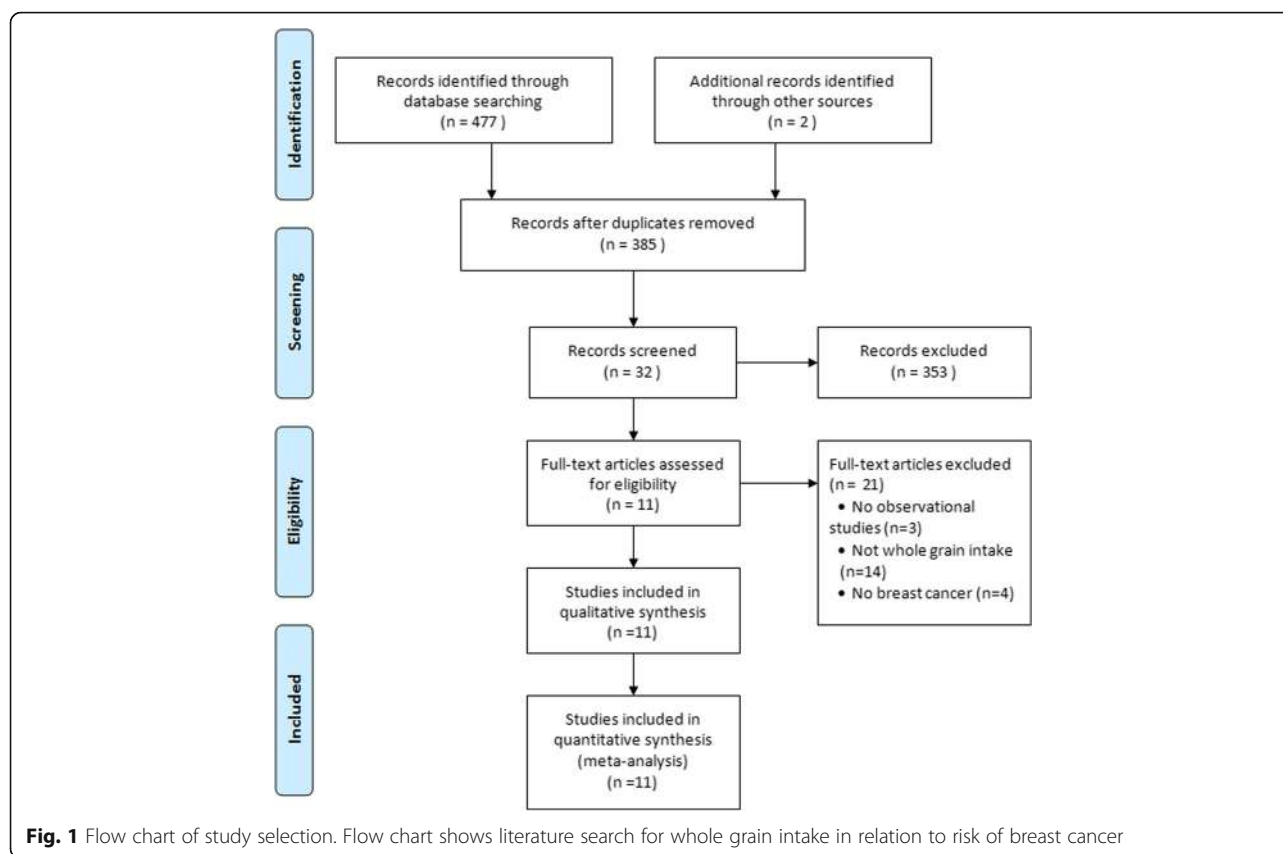 Identification
Records identified through
database searching
(n = 477 )
Additional records identified
through other sources
(n = 2 )
Records after duplicates removed
(n = 385 )
Screening
Records screened
(n = 32 )
Records excluded
(n = 353 )
Eligibility
Full-text articles assessed
for eligibility
(n = 11 )
Full-text articles excluded
(n = 21 )
• No observational
studies (n=3)
• Not whole grain intake
(n=14)
• No breast cancer (n=4)
Studies included in
qualitative synthesis
(n =11)
Included
Studies included in
quantitative synthesis
(meta-analysis)
(n =11)
Fig. 1 Flow chart of study selection. Flow chart shows literature search for whole grain intake in relation to risk of breast cancer